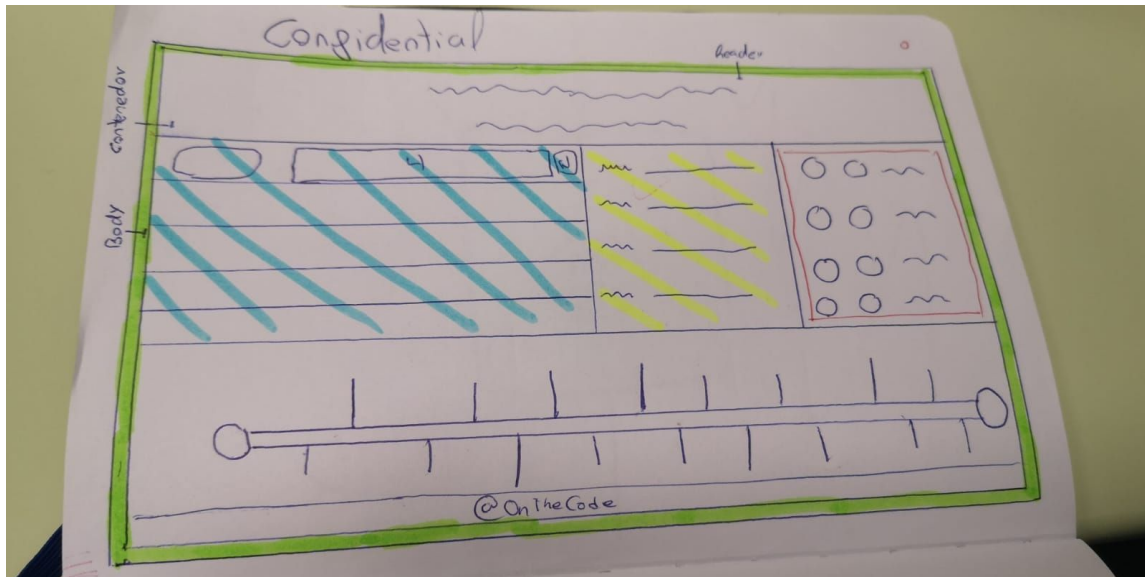 Confidential
header
Contenedor
Body
@OnTheCode